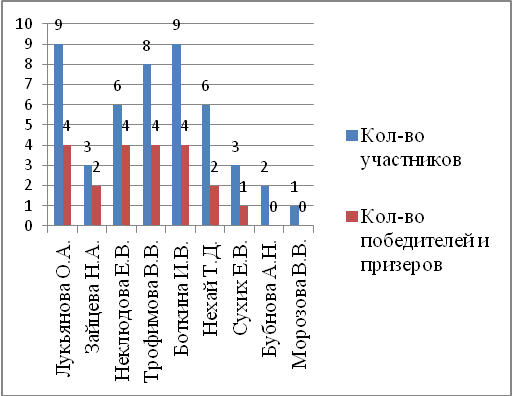 10
9
8
7
6
5
4
3
2
1
0
9
4
3
2
6
4
8
4
9
4
6
2
3
1
2
0
1
0
Лукьянова О.А.
Зайцева Н.А.
Неклюдова Е.В.
Трофимова В.В.
Боткина И.В.
Нехай Т.Д.
Сухих Е.В.
Бубнова А.Н.
Морозова В.В.
Кол-во
участников
Кол-во
победителей и
призеров